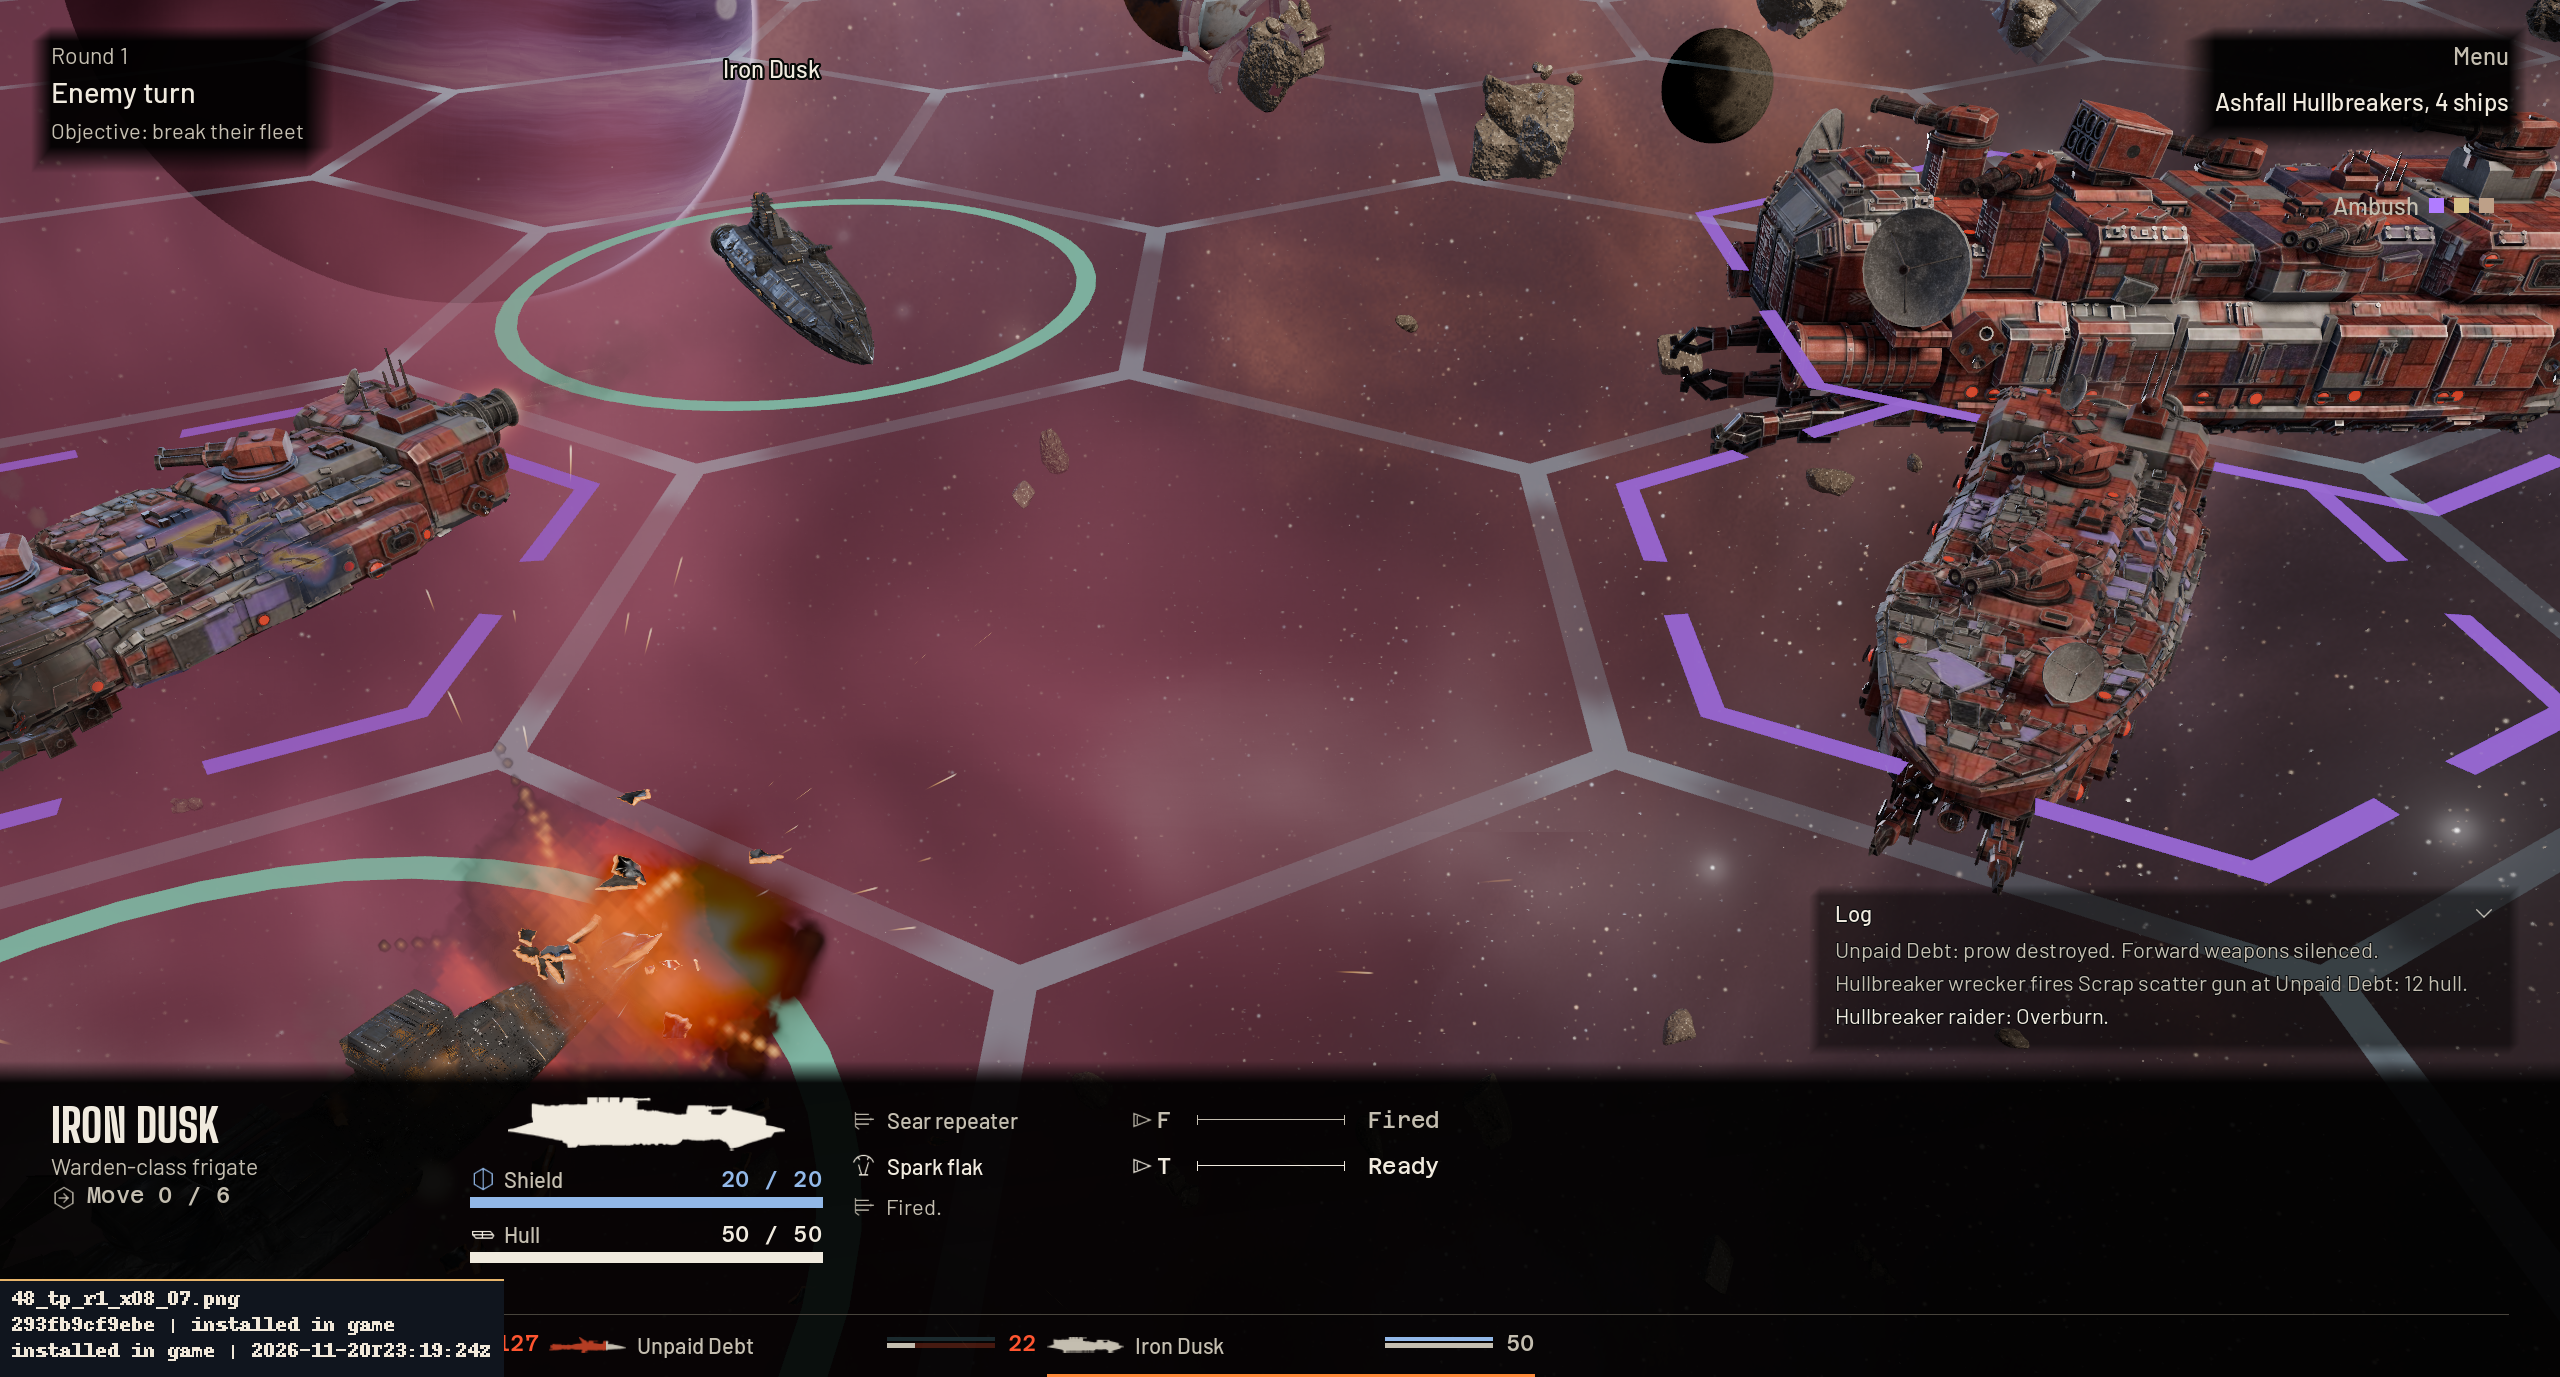 Round 1
Enemy turn
Objective: break their fleet
Iron Dusk
Menu
Ashfall Hullbreakers, 4 ships
Ambush
Log
Unpaid Debt: prow destroyed. Forward weapons silenced.
Hullbreaker wrecker fires Scrap scatter gun at Unpaid Debt: 12 hull.
Hullbreaker raider: Overburn.
IRON DUSK
Warden-class frigate
Move 0 / 6
Shield 20 / 20
Hull 50 / 50
Sear repeater F Fired
Spark flak T Ready
Fired.
48_tp_r1_x08_07.png
293fb9cf9ebe | installed in game
installed in game | 2026-11-20T23:19:24Z
127 Unpaid Debt 22 Iron Dusk 50